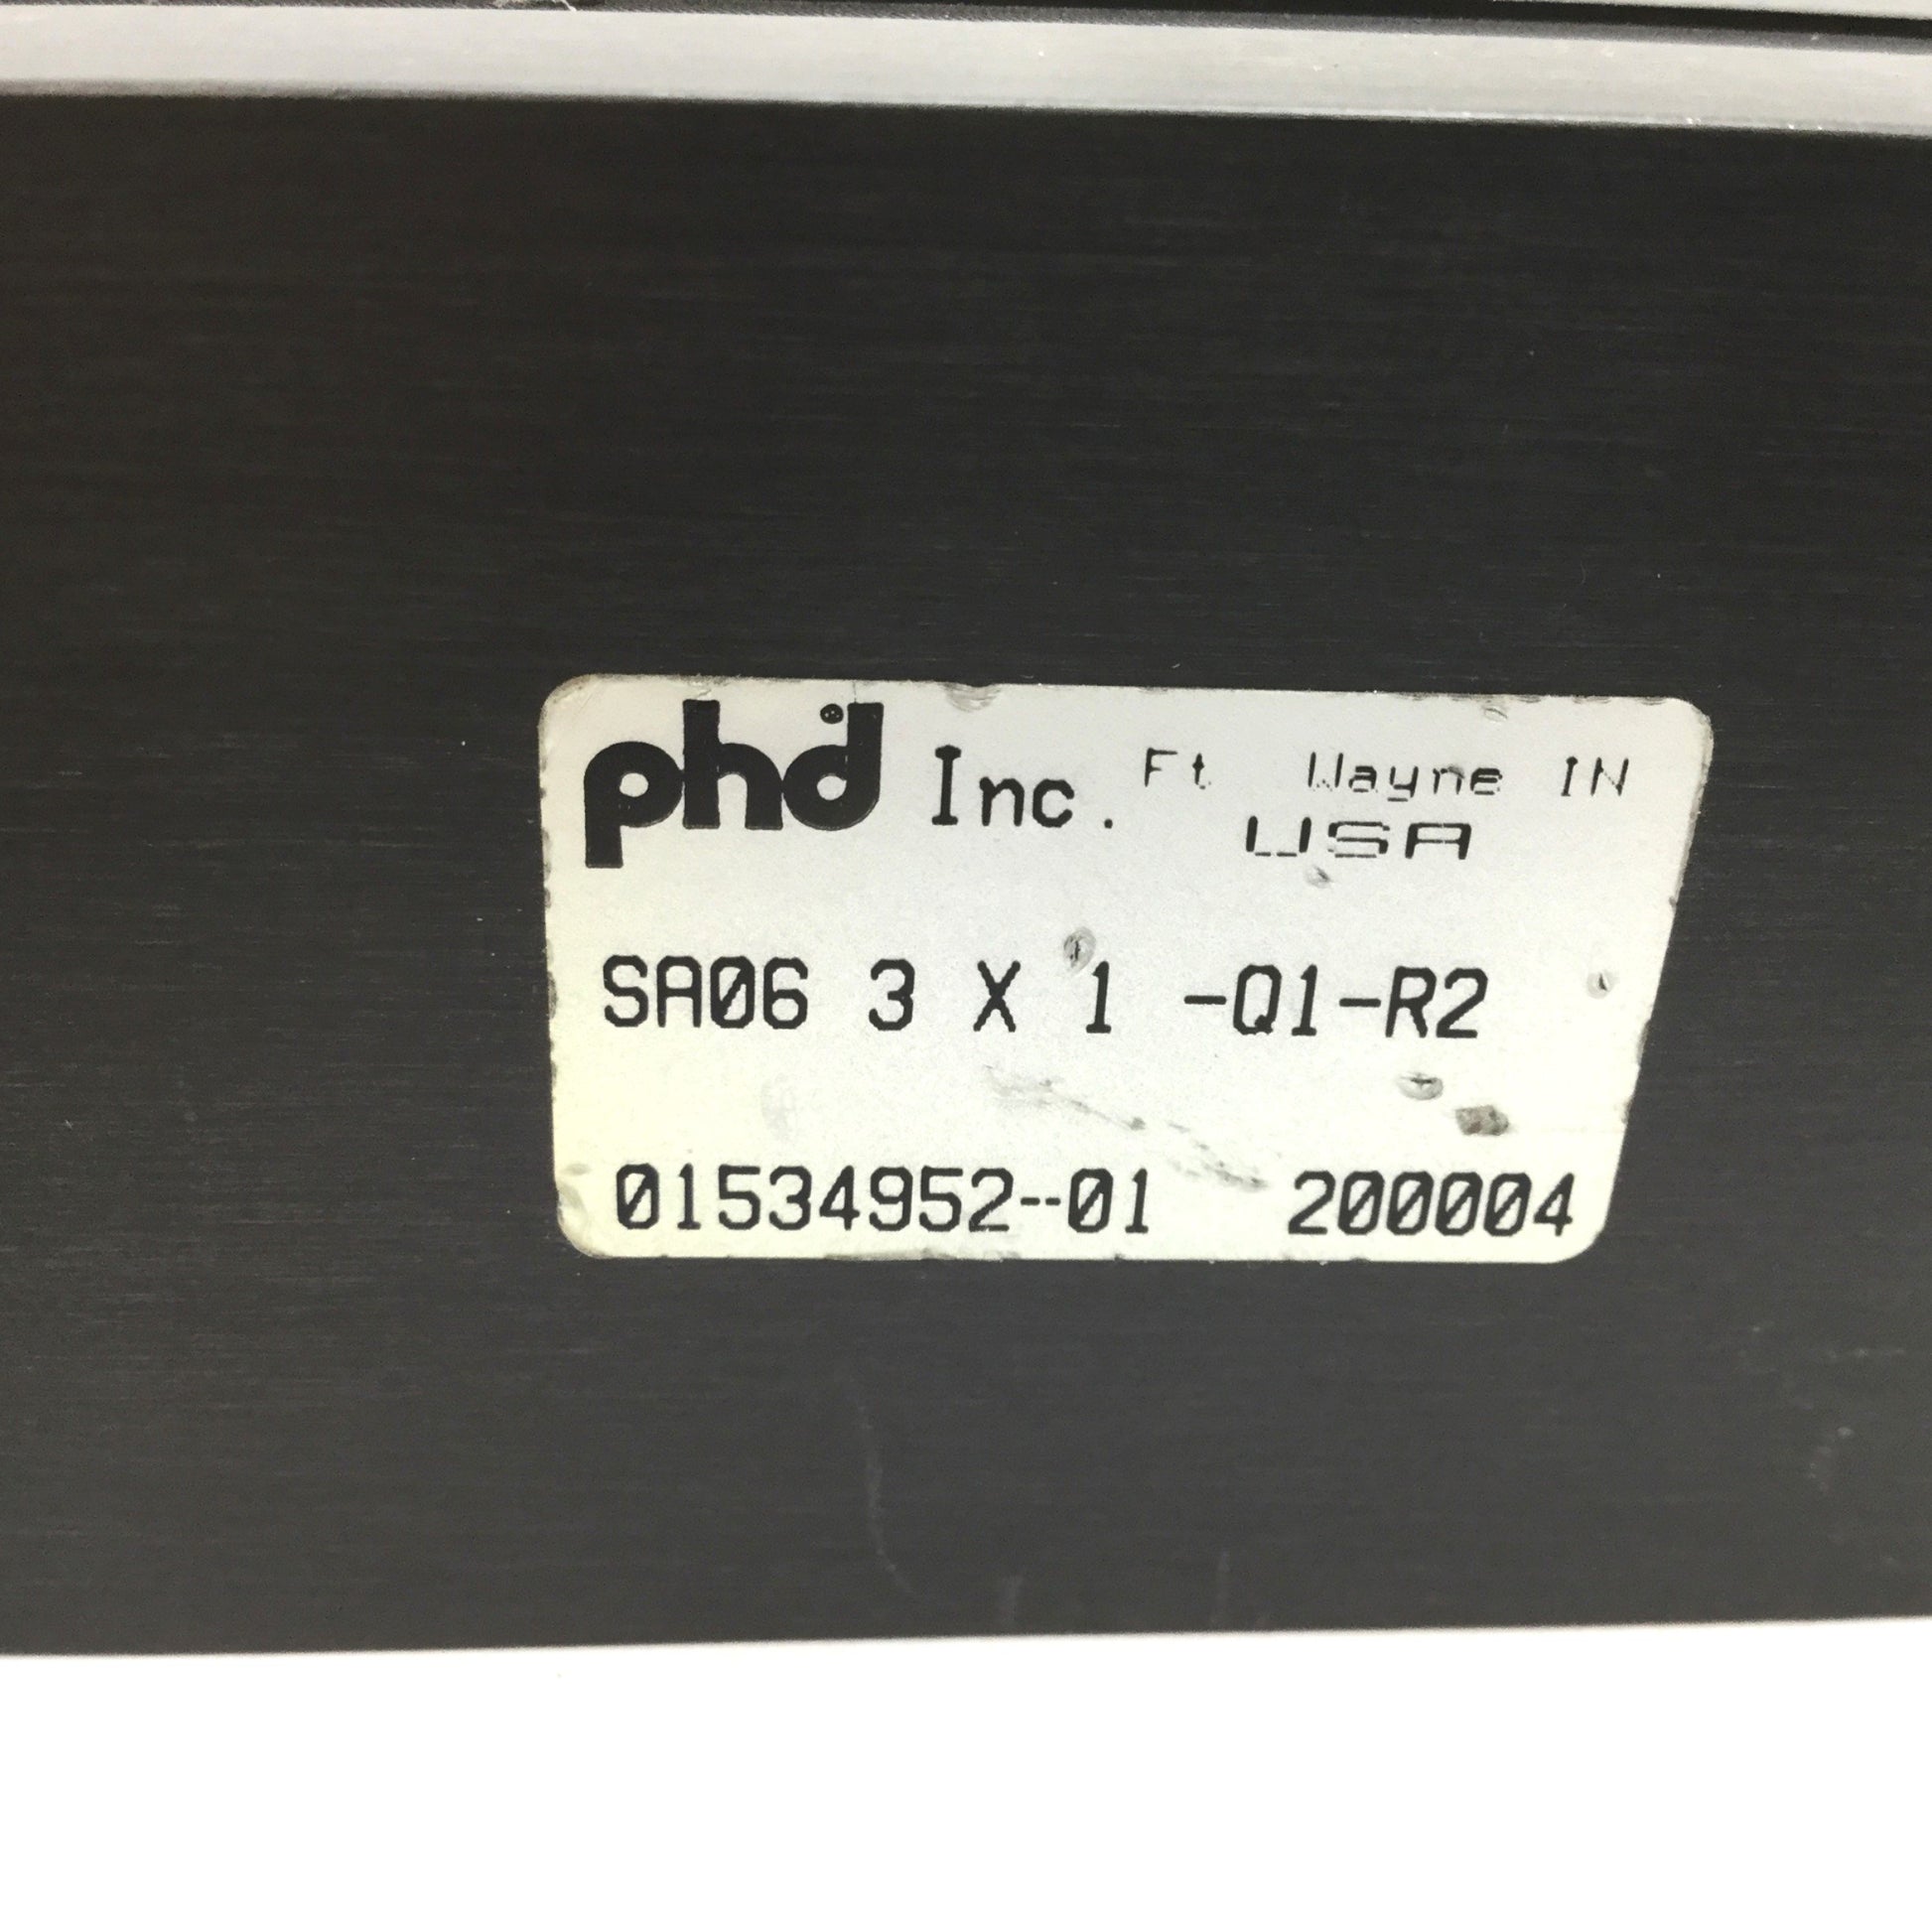 phd Inc. Ft Wayne IN
USA
SA06 3 X 1 -Q1-R2
01534952--01 200004